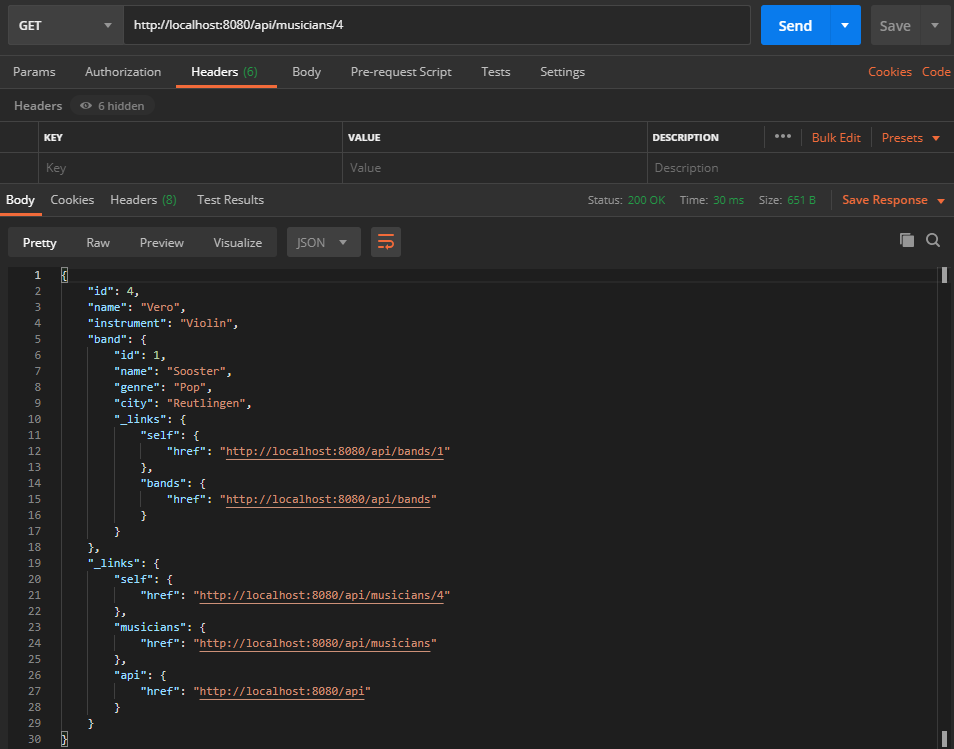 GET http://localhost:8080/api/musicians/4 Send Save
Params Authorization Headers (6) Body Pre-request Script Tests Settings Cookies Code
Headers 6 hidden
KEY VALUE DESCRIPTION ••• Bulk Edit Presets
Key Value Description
Body Cookies Headers (8) Test Results Status: 200 OK Time: 30 ms Size: 651 B Save Response
Pretty Raw Preview Visualize JSON
1 {
2 "id": 4,
3 "name": "Vero",
4 "instrument": "Violin",
5 "band": {
6 "id": 1,
7 "name": "Sooster",
8 "genre": "Pop",
9 "city": "Reutlingen",
10 "_links": {
11 "self": {
12 "href": "http://localhost:8080/api/bands/1"
13 },
14 "bands": {
15 "href": "http://localhost:8080/api/bands"
16 }
17 }
18 },
19 "_links": {
20 "self": {
21 "href": "http://localhost:8080/api/musicians/4"
22 },
23 "musicians": {
24 "href": "http://localhost:8080/api/musicians"
25 },
26 "api": {
27 "href": "http://localhost:8080/api"
28 }
29 }
30 }